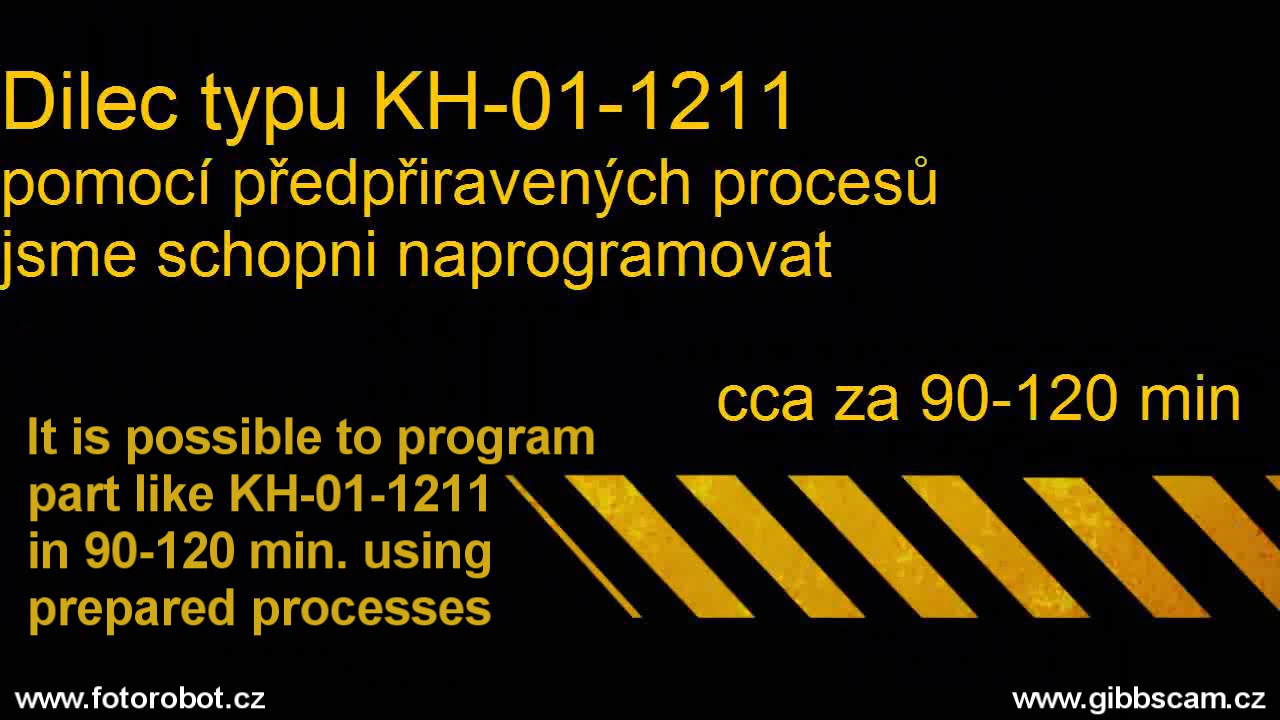 Dilec typu KH-01-1211
pomocí předpřiravených procesů
jsme schopni naprogramovat
cca za 90-120 min
It is possible to program
part like KH-01-1211
in 90-120 min. using
prepared processes
www.fotorobot.cz
www.gibbscam.cz